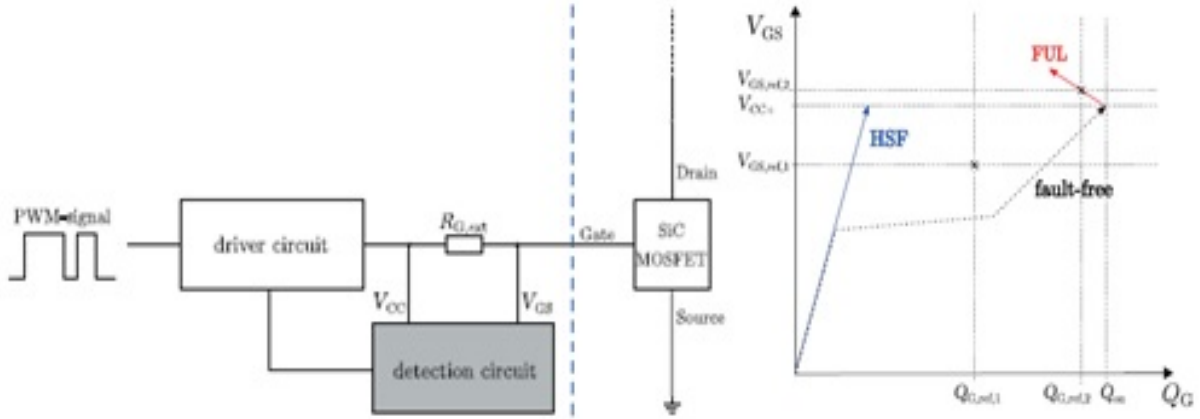 PWM-signal
driver circuit
R_G,ext
V_CC
V_GS
detection circuit
Gate
Drain
SiC
MOSFET
Source
V_GS
V_GS,ref,2
V_CC+
V_GS,ref,1
HSF
FUL
fault-free
Q_G,ref,1
Q_G,ref,2
Q_on
Q_G